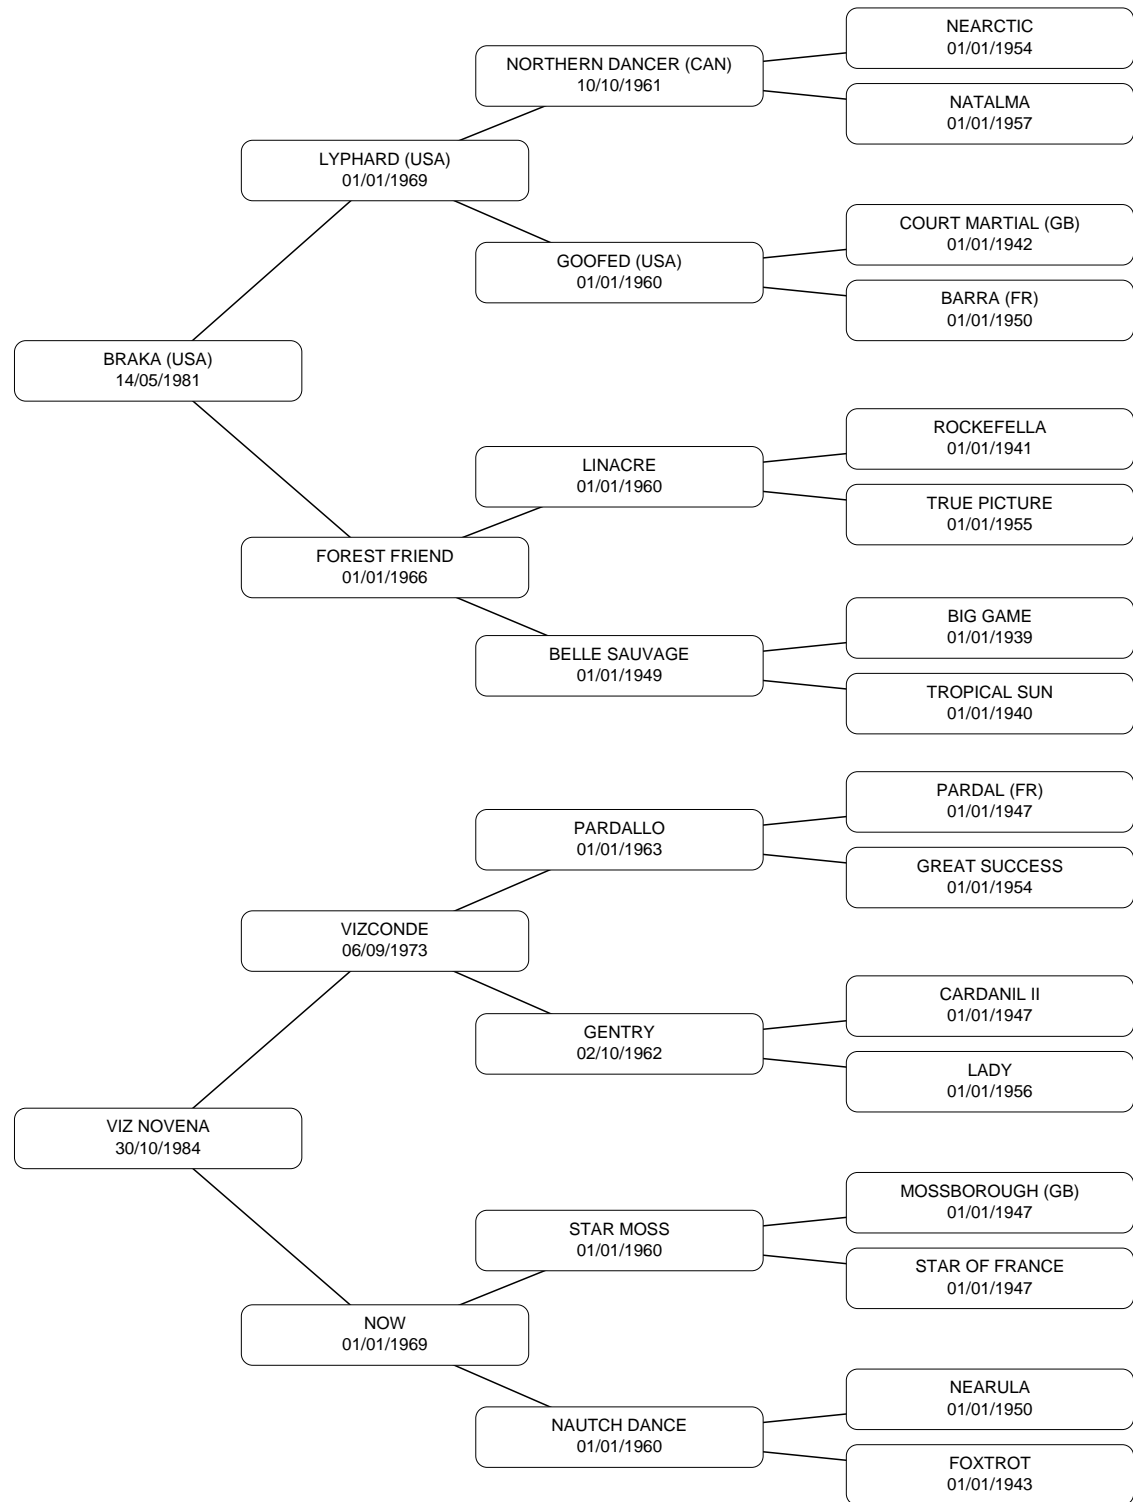 NEARCTIC
01/01/1954
NORTHERN DANCER (CAN)
10/10/1961
NATALMA
01/01/1957
LYPHARD (USA)
01/01/1969
COURT MARTIAL (GB)
01/01/1942
GOOFED (USA)
01/01/1960
BARRA (FR)
01/01/1950
BRAKA (USA)
14/05/1981
ROCKEFELLA
01/01/1941
LINACRE
01/01/1960
TRUE PICTURE
01/01/1955
FOREST FRIEND
01/01/1966
BIG GAME
01/01/1939
BELLE SAUVAGE
01/01/1949
TROPICAL SUN
01/01/1940
PARDAL (FR)
01/01/1947
PARDALLO
01/01/1963
GREAT SUCCESS
01/01/1954
VIZCONDE
06/09/1973
CARDANIL II
01/01/1947
GENTRY
02/10/1962
LADY
01/01/1956
VIZ NOVENA
30/10/1984
MOSSBOROUGH (GB)
01/01/1947
STAR MOSS
01/01/1960
STAR OF FRANCE
01/01/1947
NOW
01/01/1969
NEARULA
01/01/1950
NAUTCH DANCE
01/01/1960
FOXTROT
01/01/1943